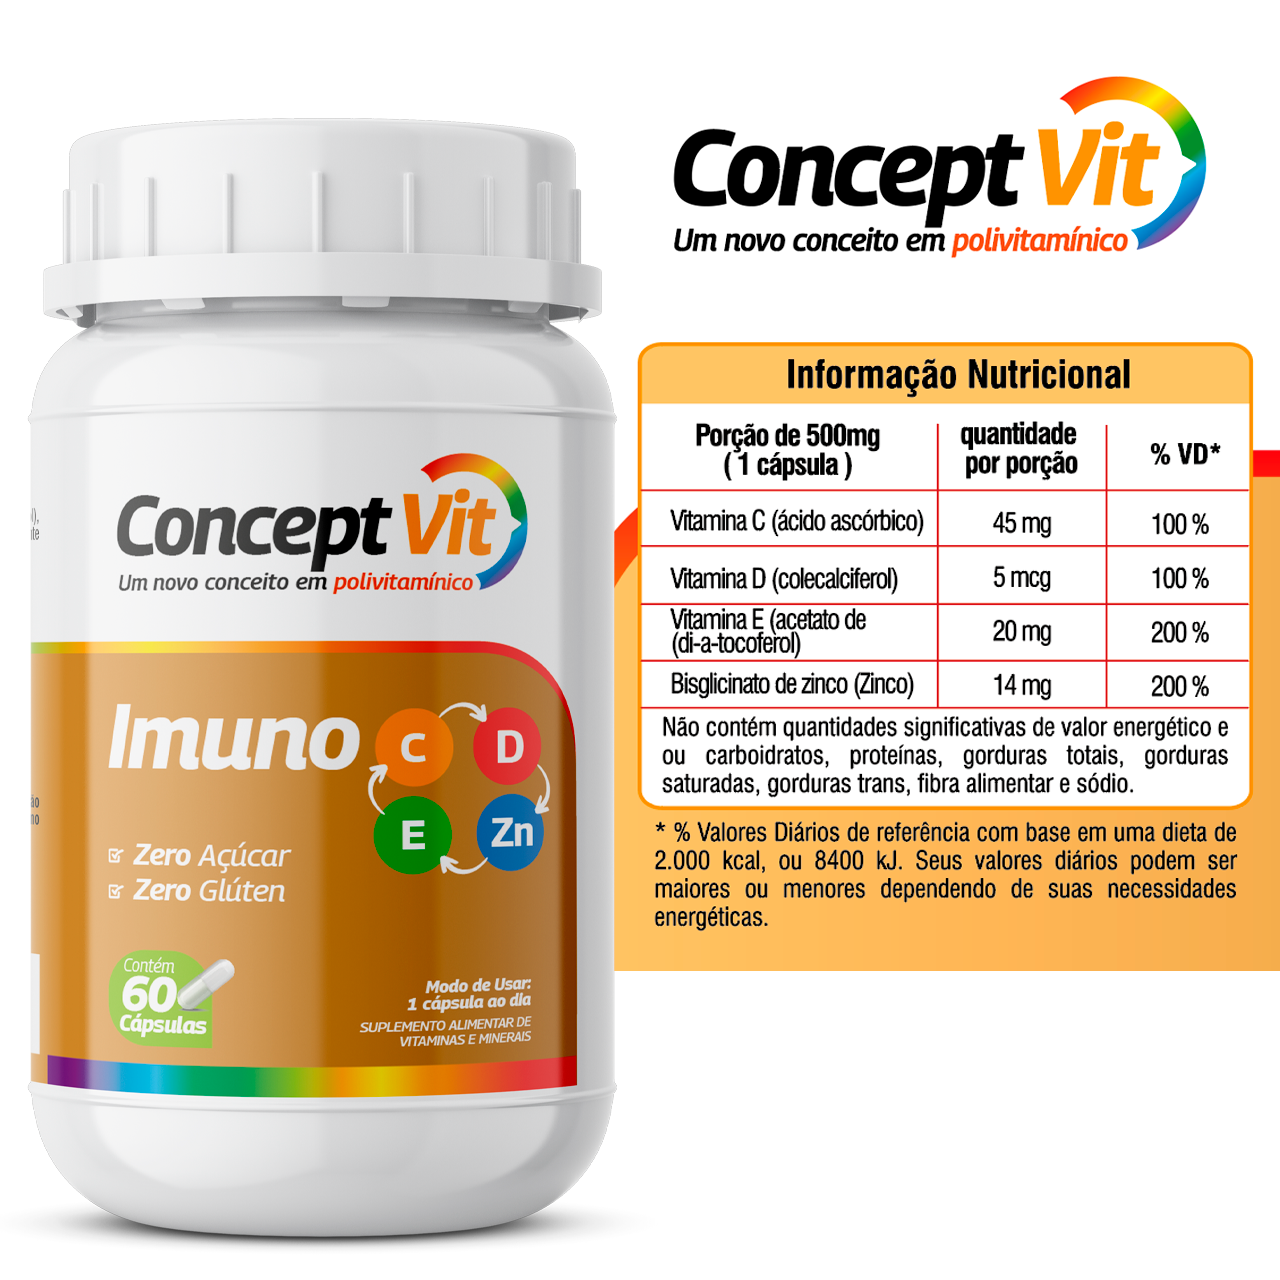 Concept Vit
Um novo conceito em polivitamínico
Informação Nutricional
Porção de 500mg
( 1 cápsula )
quantidade
por porção
% VD*
Vitamina C (ácido ascórbico)
45 mg
100 %
Vitamina D (colecalciferol)
5 mcg
100 %
Vitamina E (acetato de
(di-a-tocoferol)
20 mg
200 %
Bisglicinato de zinco (Zinco)
14 mg
200 %
Não contém quantidades significativas de valor energético e
ou carboidratos, proteínas, gorduras totais, gorduras
saturadas, gorduras trans, fibra alimentar e sódio.
* % Valores Diários de referência com base em uma dieta de
2.000 kcal, ou 8400 kJ. Seus valores diários podem ser
maiores ou menores dependendo de suas necessidades
energéticas.
Concept Vit
Um novo conceito em polivitamínico
Imuno
C
D
E
Zn
Zero Açúcar
Zero Glúten
Contém
60
Cápsulas
Modo de Usar:
1 cápsula ao dia
SUPLEMENTO ALIMENTAR DE
VITAMINAS E MINERAIS